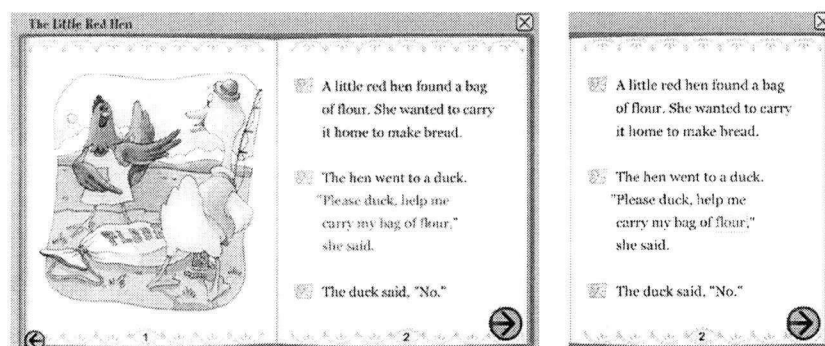 The Little Red Hen
FLOUR
A little red hen found a bag
of flour. She wanted to carry
it home to make bread.
The hen went to a duck.
"Please duck, help me
carry my bag of flour,"
she said.
The duck said, "No."
1
2
A little red hen found a bag
of flour. She wanted to carry
it home to make bread.
The hen went to a duck.
"Please duck, help me
carry my bag of flour,"
she said.
The duck said, "No."
2